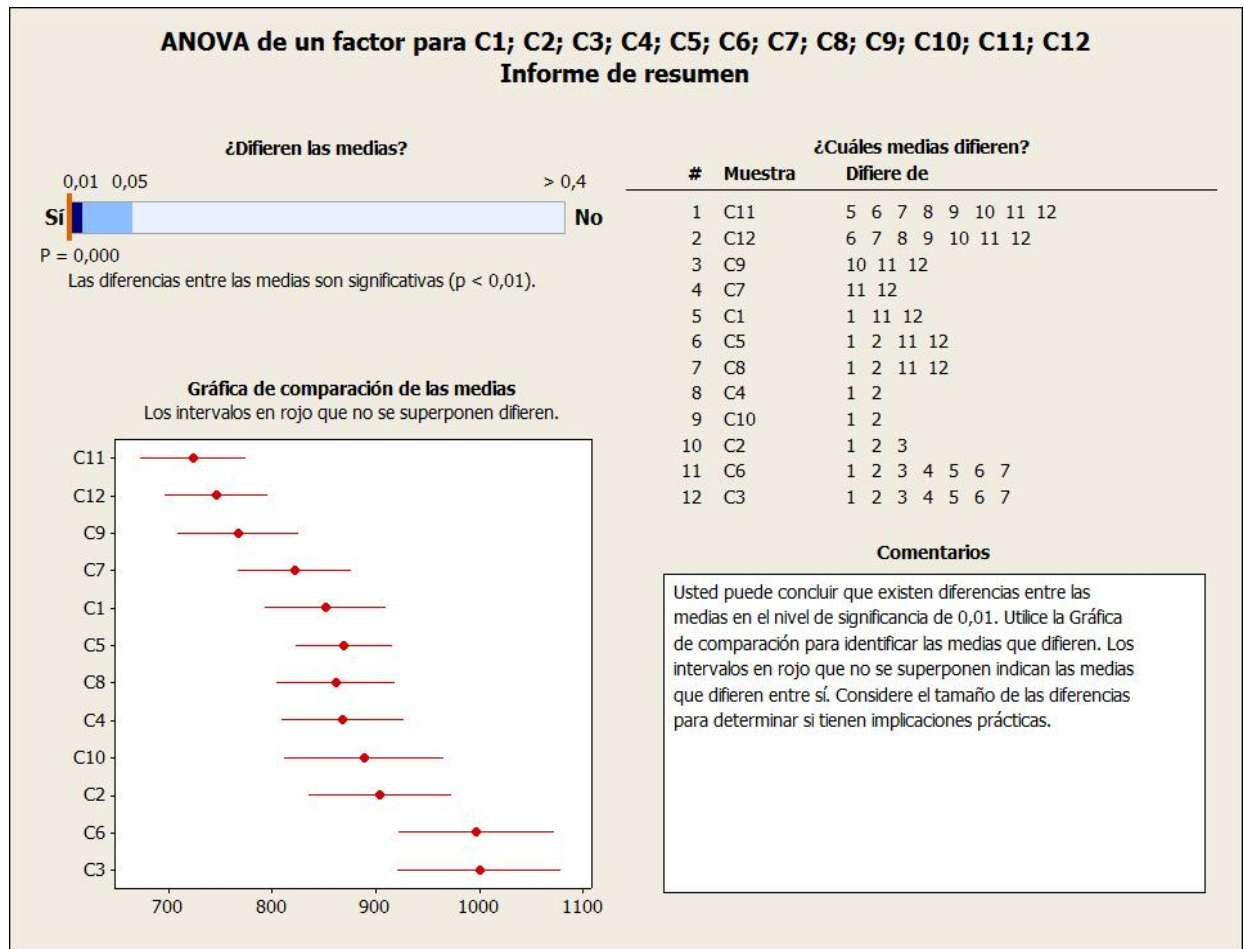 ANOVA de un factor para C1; C2; C3; C4; C5; C6; C7; C8; C9; C10; C11; C12
Informe de resumen
¿Difieren las medias?
0,01 0,05 > 0,4
Sí No
P = 0,000
Las diferencias entre las medias son significativas (p < 0,01).
¿Cuáles medias difieren?
# Muestra Difiere de
1 C11 5 6 7 8 9 10 11 12
2 C12 6 7 8 9 10 11 12
3 C9 10 11 12
4 C7 11 12
5 C1 1 11 12
6 C5 1 2 11 12
7 C8 1 2 11 12
8 C4 1 2
9 C10 1 2
10 C2 1 2 3
11 C6 1 2 3 4 5 6 7
12 C3 1 2 3 4 5 6 7
Gráfica de comparación de las medias
Los intervalos en rojo que no se superponen difieren.
C11
C12
C9
C7
C1
C5
C8
C4
C10
C2
C6
C3
700 800 900 1000 1100
Comentarios
Usted puede concluir que existen diferencias entre las
medias en el nivel de significancia de 0,01. Utilice la Gráfica
de comparación para identificar las medias que difieren. Los
intervalos en rojo que no se superponen indican las medias
que difieren entre sí. Considere el tamaño de las diferencias
para determinar si tienen implicaciones prácticas.